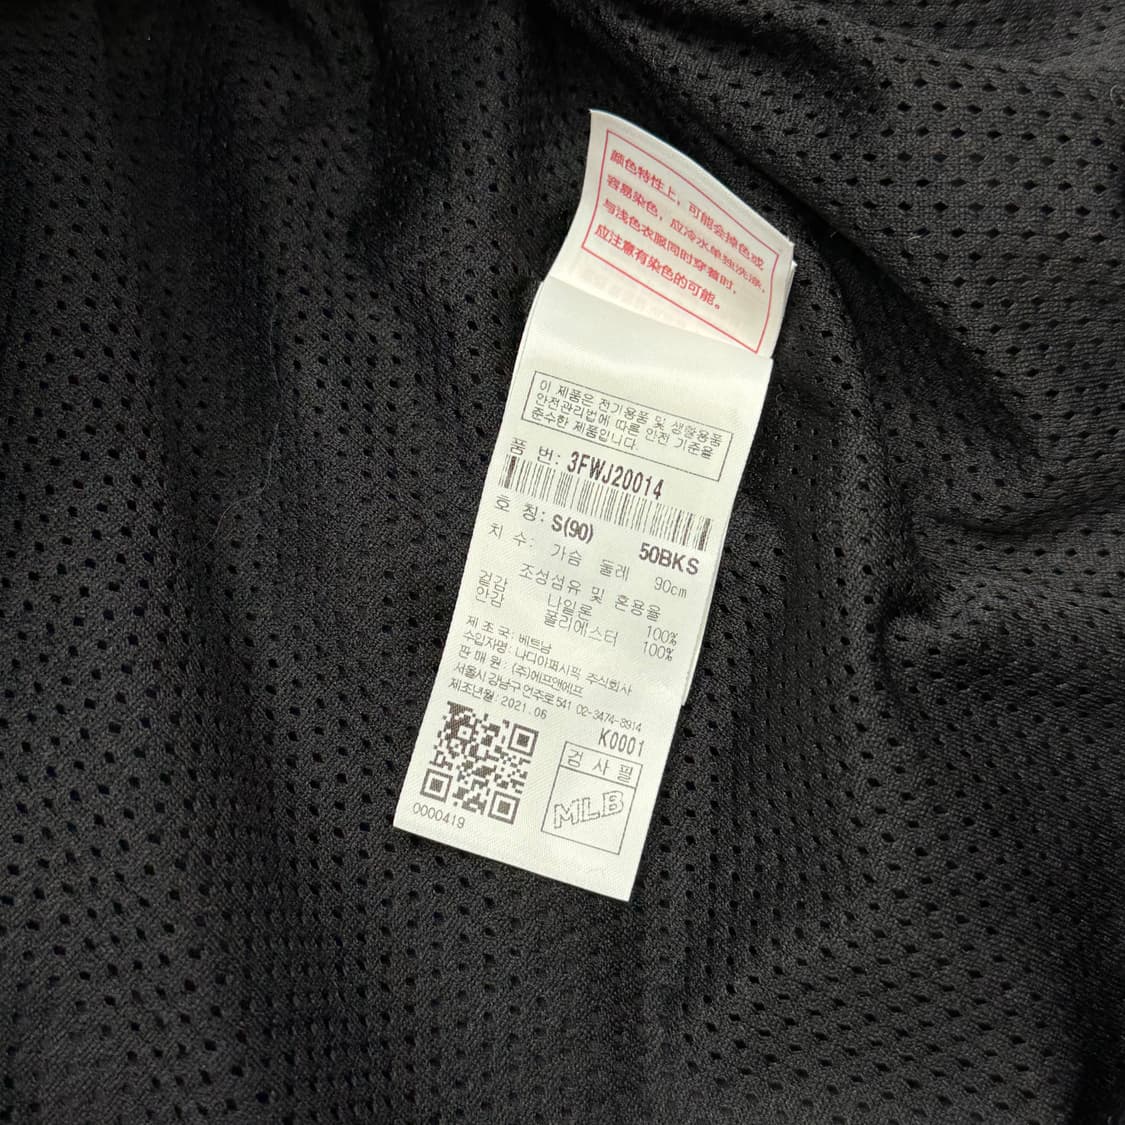 颜色特性上，可能会掉色或
容易染色，应冷水单独洗涤，
与浅色衣服同时穿着时，
应注意有染色的可能。
이 제품은 전기용품 및 생활용품
안전관리법에 따른 안전 기준을
준수한 제품입니다.
품 번: 3FWJ20014
호 칭: S(90) 50BKS
치 수: 가슴 둘레 90cm
조성섬유 및 혼용율
겉감 나일론 100%
안감 폴리에스터 100%
제 조 국: 베트남
수입자명: 나디아퍼시픽 주식회사
판 매 원: (주)에프앤에프
서울시 강남구 언주로 541 02-3474-8914
제조년월: 2021.06
K0001
검 사 필
MLB
0000419